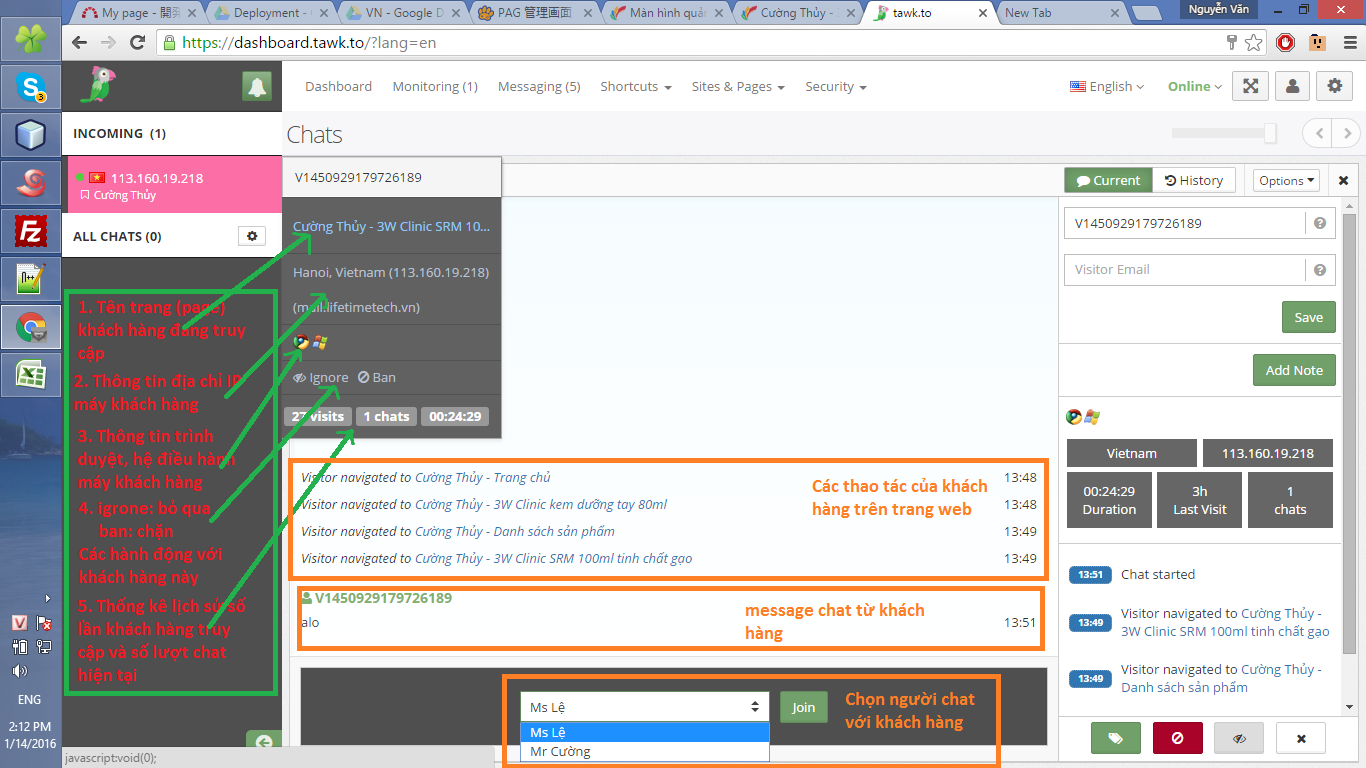 Nguyễn Văn
My page - 開発
Deployment -
VN - Google D
PAG 管理画面
Màn hình quản
Cường Thủy - 3
tawk.to
New Tab
https://dashboard.tawk.to/?lang=en
Dashboard
Monitoring (1)
Messaging (5)
Shortcuts
Sites & Pages
Security
English
Online
INCOMING (1)
Chats
113.160.19.218
Cường Thủy
V1450929179726189
Current
History
Options
ALL CHATS (0)
Cường Thủy - 3W Clinic SRM 10...
Hanoi, Vietnam (113.160.19.218)
(mail.lifetimetech.vn)
Ignore
Ban
27 visits
1 chats
00:24:29
1. Tên trang (page)
khách hàng đang truy
cập
2. Thông tin địa chỉ IP
máy khách hàng
3. Thông tin trình
duyệt, hệ điều hành
máy khách hàng
4. igrone: bỏ qua
ban: chặn
Các hành động với
khách hàng này
5. Thống kê lịch sử số
lần khách hàng truy
cập và số lượt chat
hiện tại
Visitor navigated to Cường Thủy - Trang chủ 13:48
Visitor navigated to Cường Thủy - 3W Clinic kem dưỡng tay 80ml 13:48
Visitor navigated to Cường Thủy - Danh sách sản phẩm 13:49
Visitor navigated to Cường Thủy - 3W Clinic SRM 100ml tinh chất gạo 13:49
Các thao tác của khách
hàng trên trang web
V1450929179726189
alo 13:51
message chat từ khách
hàng
Ms Lệ
Join
Ms Lệ
Mr Cường
Chọn người chat
với khách hàng
V1450929179726189
Visitor Email
Save
Add Note
Vietnam
113.160.19.218
00:24:29
Duration
3h
Last Visit
1
chats
13:51 Chat started
13:49 Visitor navigated to Cường Thủy -
3W Clinic SRM 100ml tinh chất gạo
13:49 Visitor navigated to Cường Thủy -
Danh sách sản phẩm
3
ENG
2:12 PM
1/14/2016
javascript:void(0);